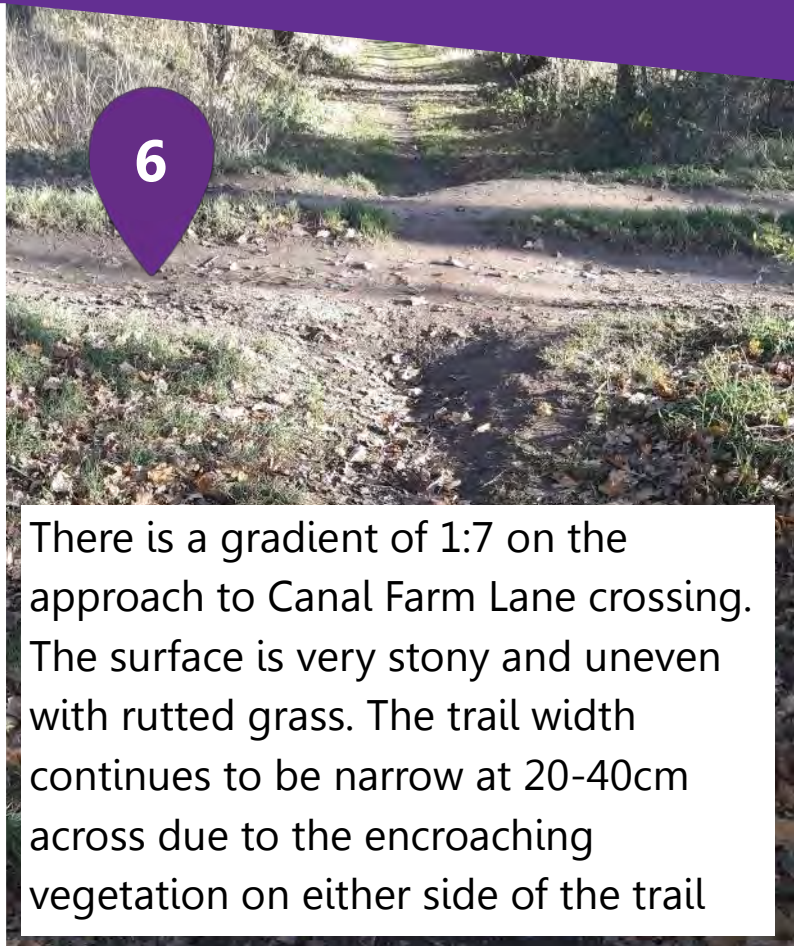 6
There is a gradient of 1:7 on the
approach to Canal Farm Lane crossing.
The surface is very stony and uneven
with rutted grass. The trail width
continues to be narrow at 20-40cm
across due to the encroaching
vegetation on either side of the trail